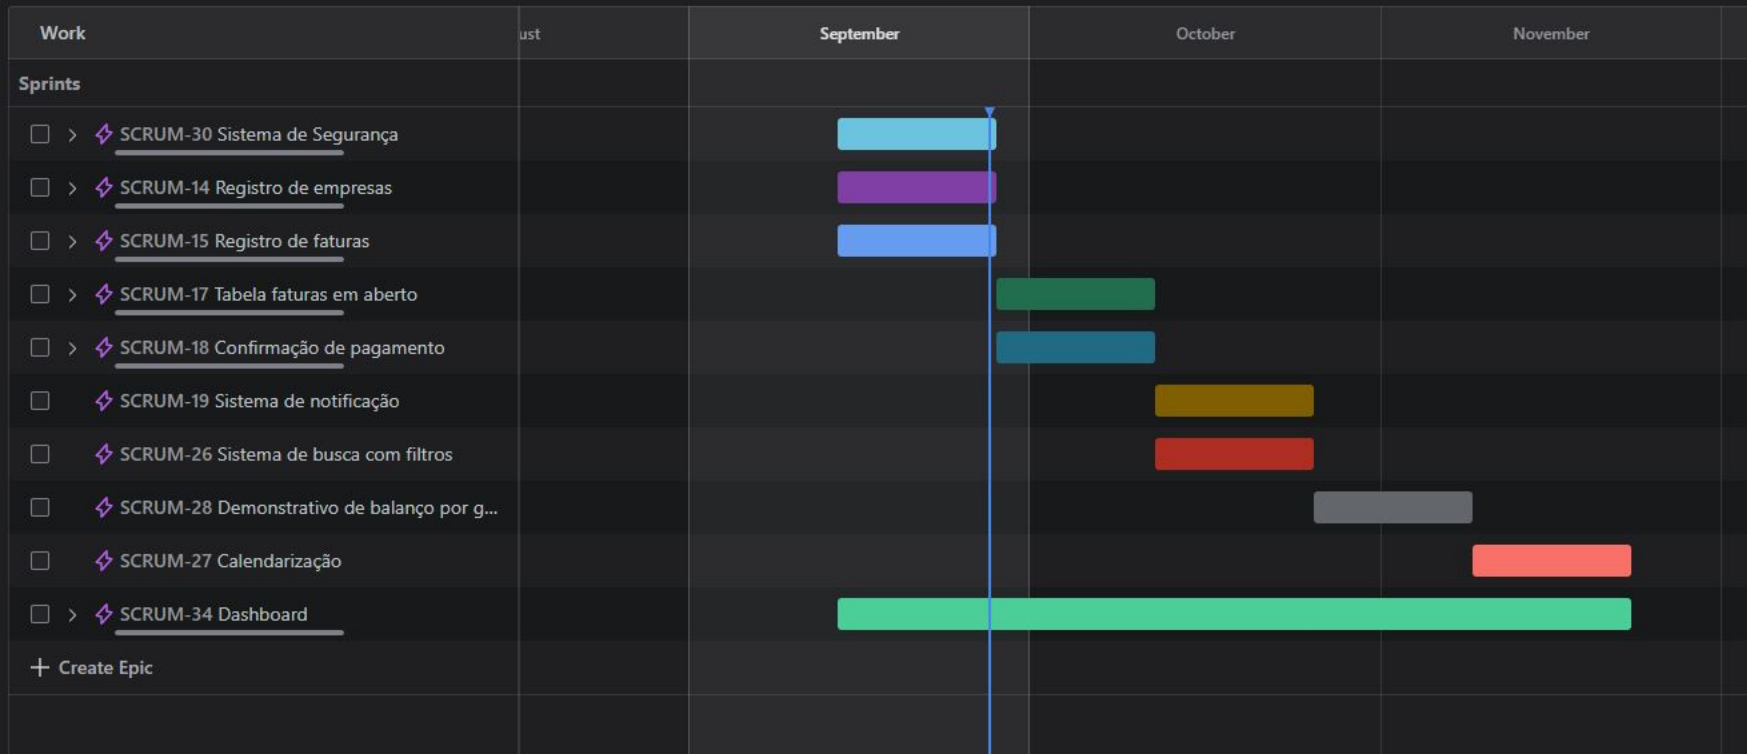 Work
ust
September
October
November
Sprints
SCRUM-30 Sistema de Segurança
SCRUM-14 Registro de empresas
SCRUM-15 Registro de faturas
SCRUM-17 Tabela faturas em aberto
SCRUM-18 Confirmação de pagamento
SCRUM-19 Sistema de notificação
SCRUM-26 Sistema de busca com filtros
SCRUM-28 Demonstrativo de balanço por g...
SCRUM-27 Calendarização
SCRUM-34 Dashboard
+ Create Epic